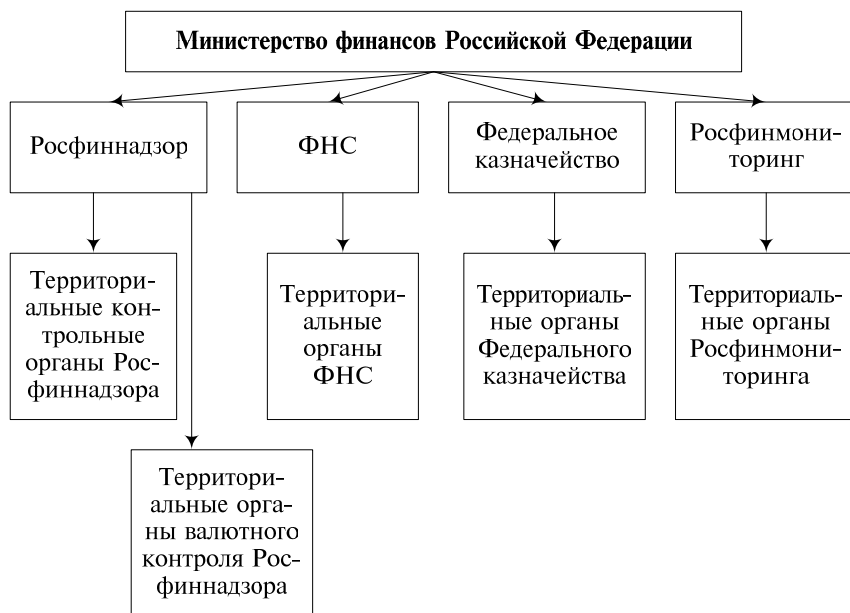 Министерство финансов Российской Федерации
Росфиннадзор
ФНС
Федеральное
казначейство
Росфинмони-
торинг
Территори-
альные кон-
трольные
органы Рос-
финнадзора
Территори-
альные
органы
ФНС
Территориаль-
ные органы
Федерального
казначейства
Территориаль-
ные органы
Росфинмони-
торинга
Территори-
альные орга-
ны валютного
контроля Рос-
финнадзора